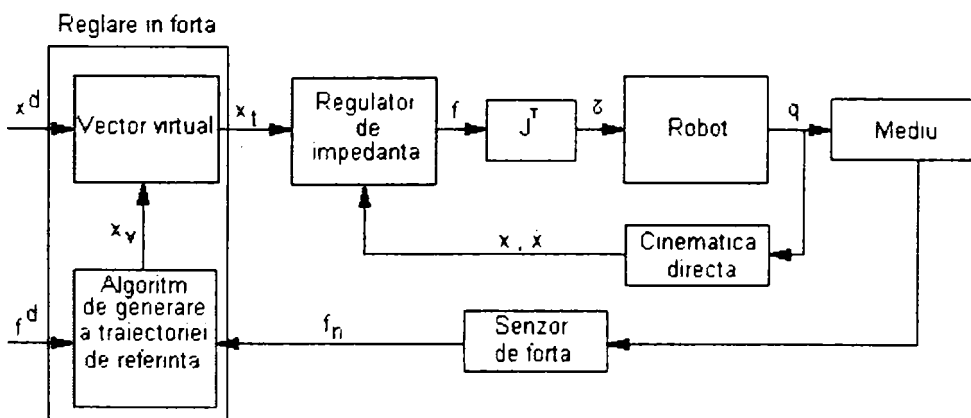 Reglare in forta
x^d
Vector virtual
x_t
Regulator
de
impedanta
f
J^T
Robot
q
Mediu
x_v
x , ẋ
Cinematica
directa
f^d
Algoritm
de generare
a traiectoriei
de referinta
f_n
Senzor
de forta